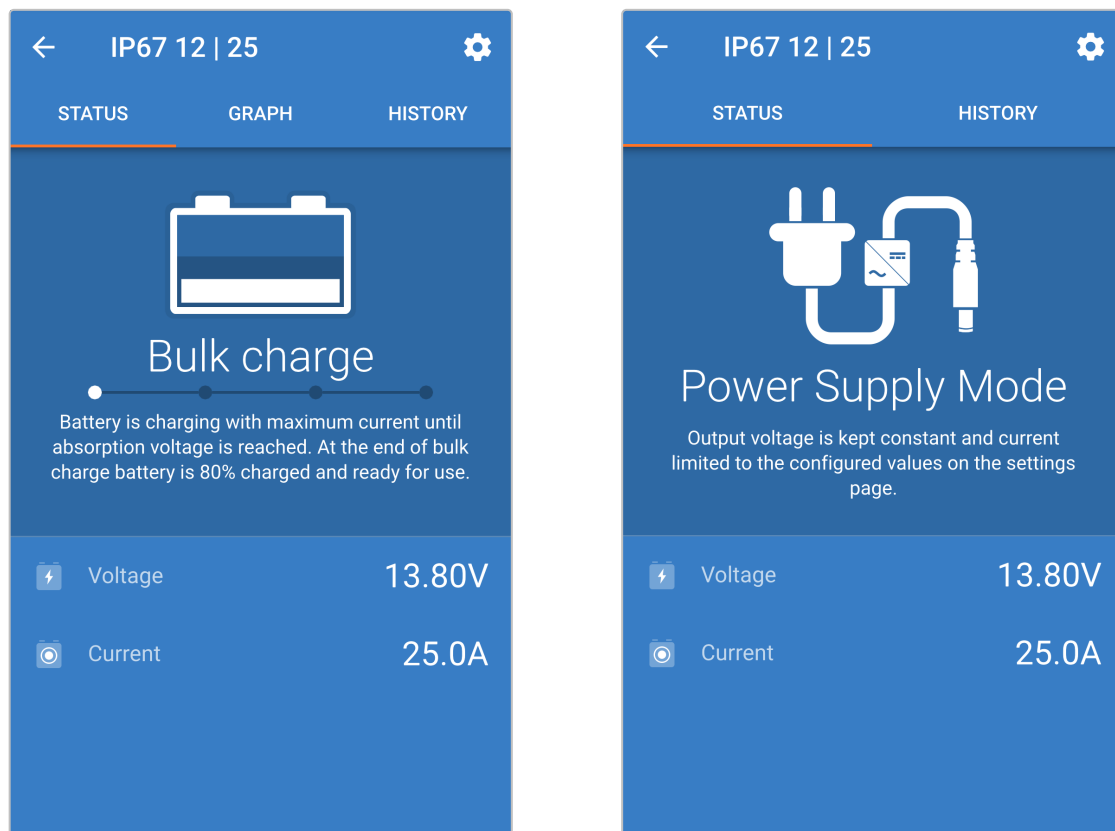 IP67 12 | 25
STATUS GRAPH HISTORY
Bulk charge
Battery is charging with maximum current until
absorption voltage is reached. At the end of bulk
charge battery is 80% charged and ready for use.
Voltage 13.80V
Current 25.0A
IP67 12 | 25
STATUS HISTORY
Power Supply Mode
Output voltage is kept constant and current
limited to the configured values on the settings
page.
Voltage 13.80V
Current 25.0A